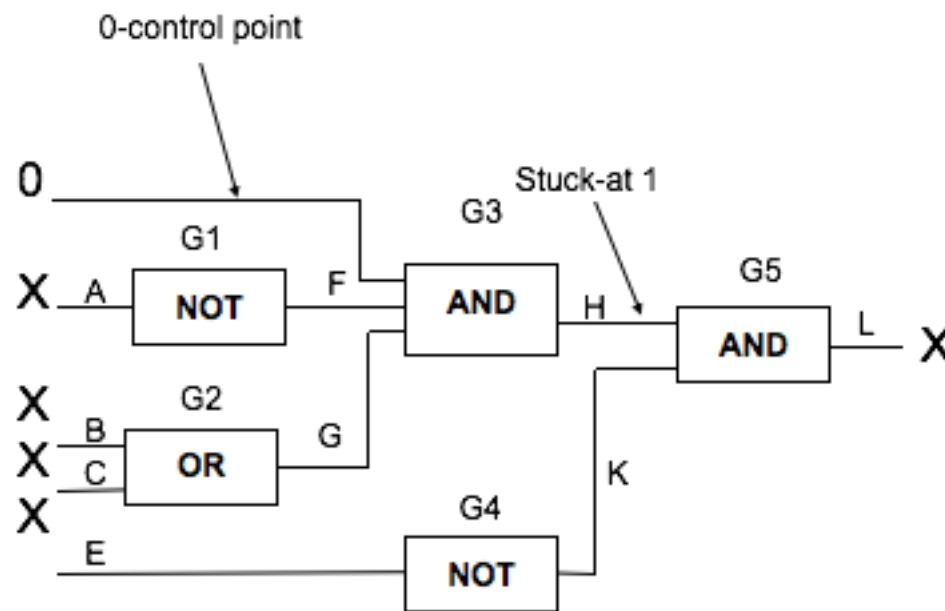 0-control point
0
Stuck-at 1
G3
G1
G5
X
A
NOT
F
AND
H
L
X
AND
X
G2
B
G
X
C
OR
K
X
G4
E
NOT